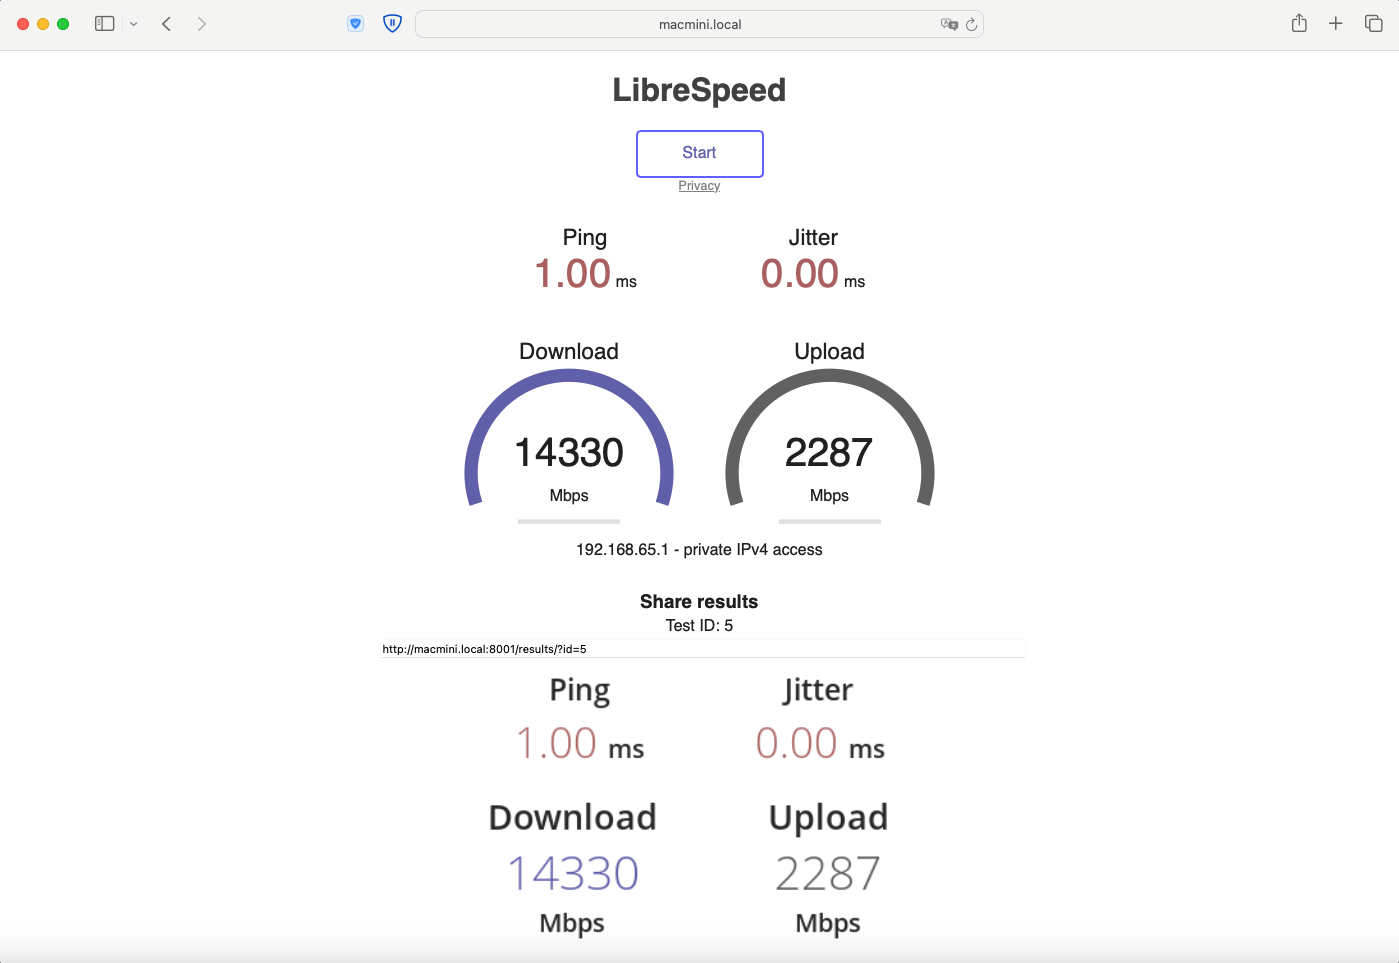 macmini.local
LibreSpeed
Start
Privacy
Ping Jitter
1.00 ms 0.00 ms
Download Upload
14330 2287
Mbps Mbps
192.168.65.1 - private IPv4 access
Share results
Test ID: 5
http://macmini.local:8001/results/?id=5
Ping Jitter
1.00 ms 0.00 ms
Download Upload
14330 2287
Mbps Mbps